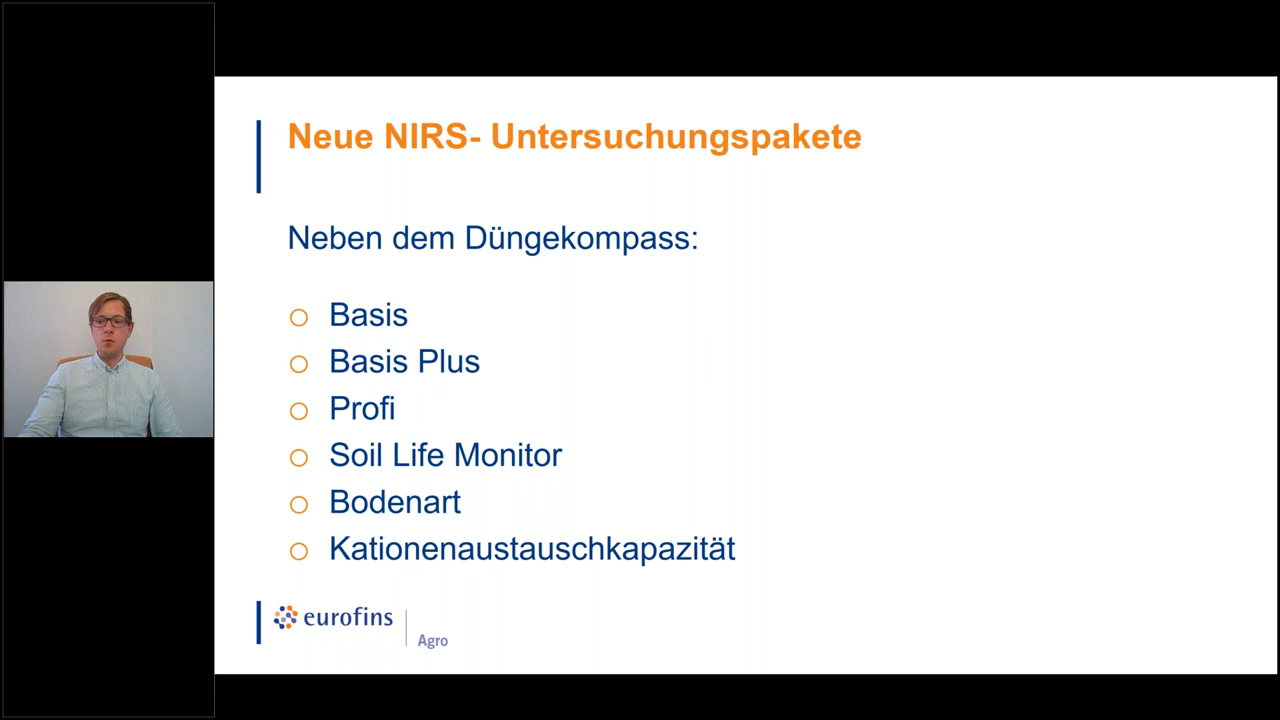 Neue NIRS- Untersuchungspakete
Neben dem Düngekompass:
Basis
Basis Plus
Profi
Soil Life Monitor
Bodenart
Kationenaustauschkapazität
eurofins
Agro